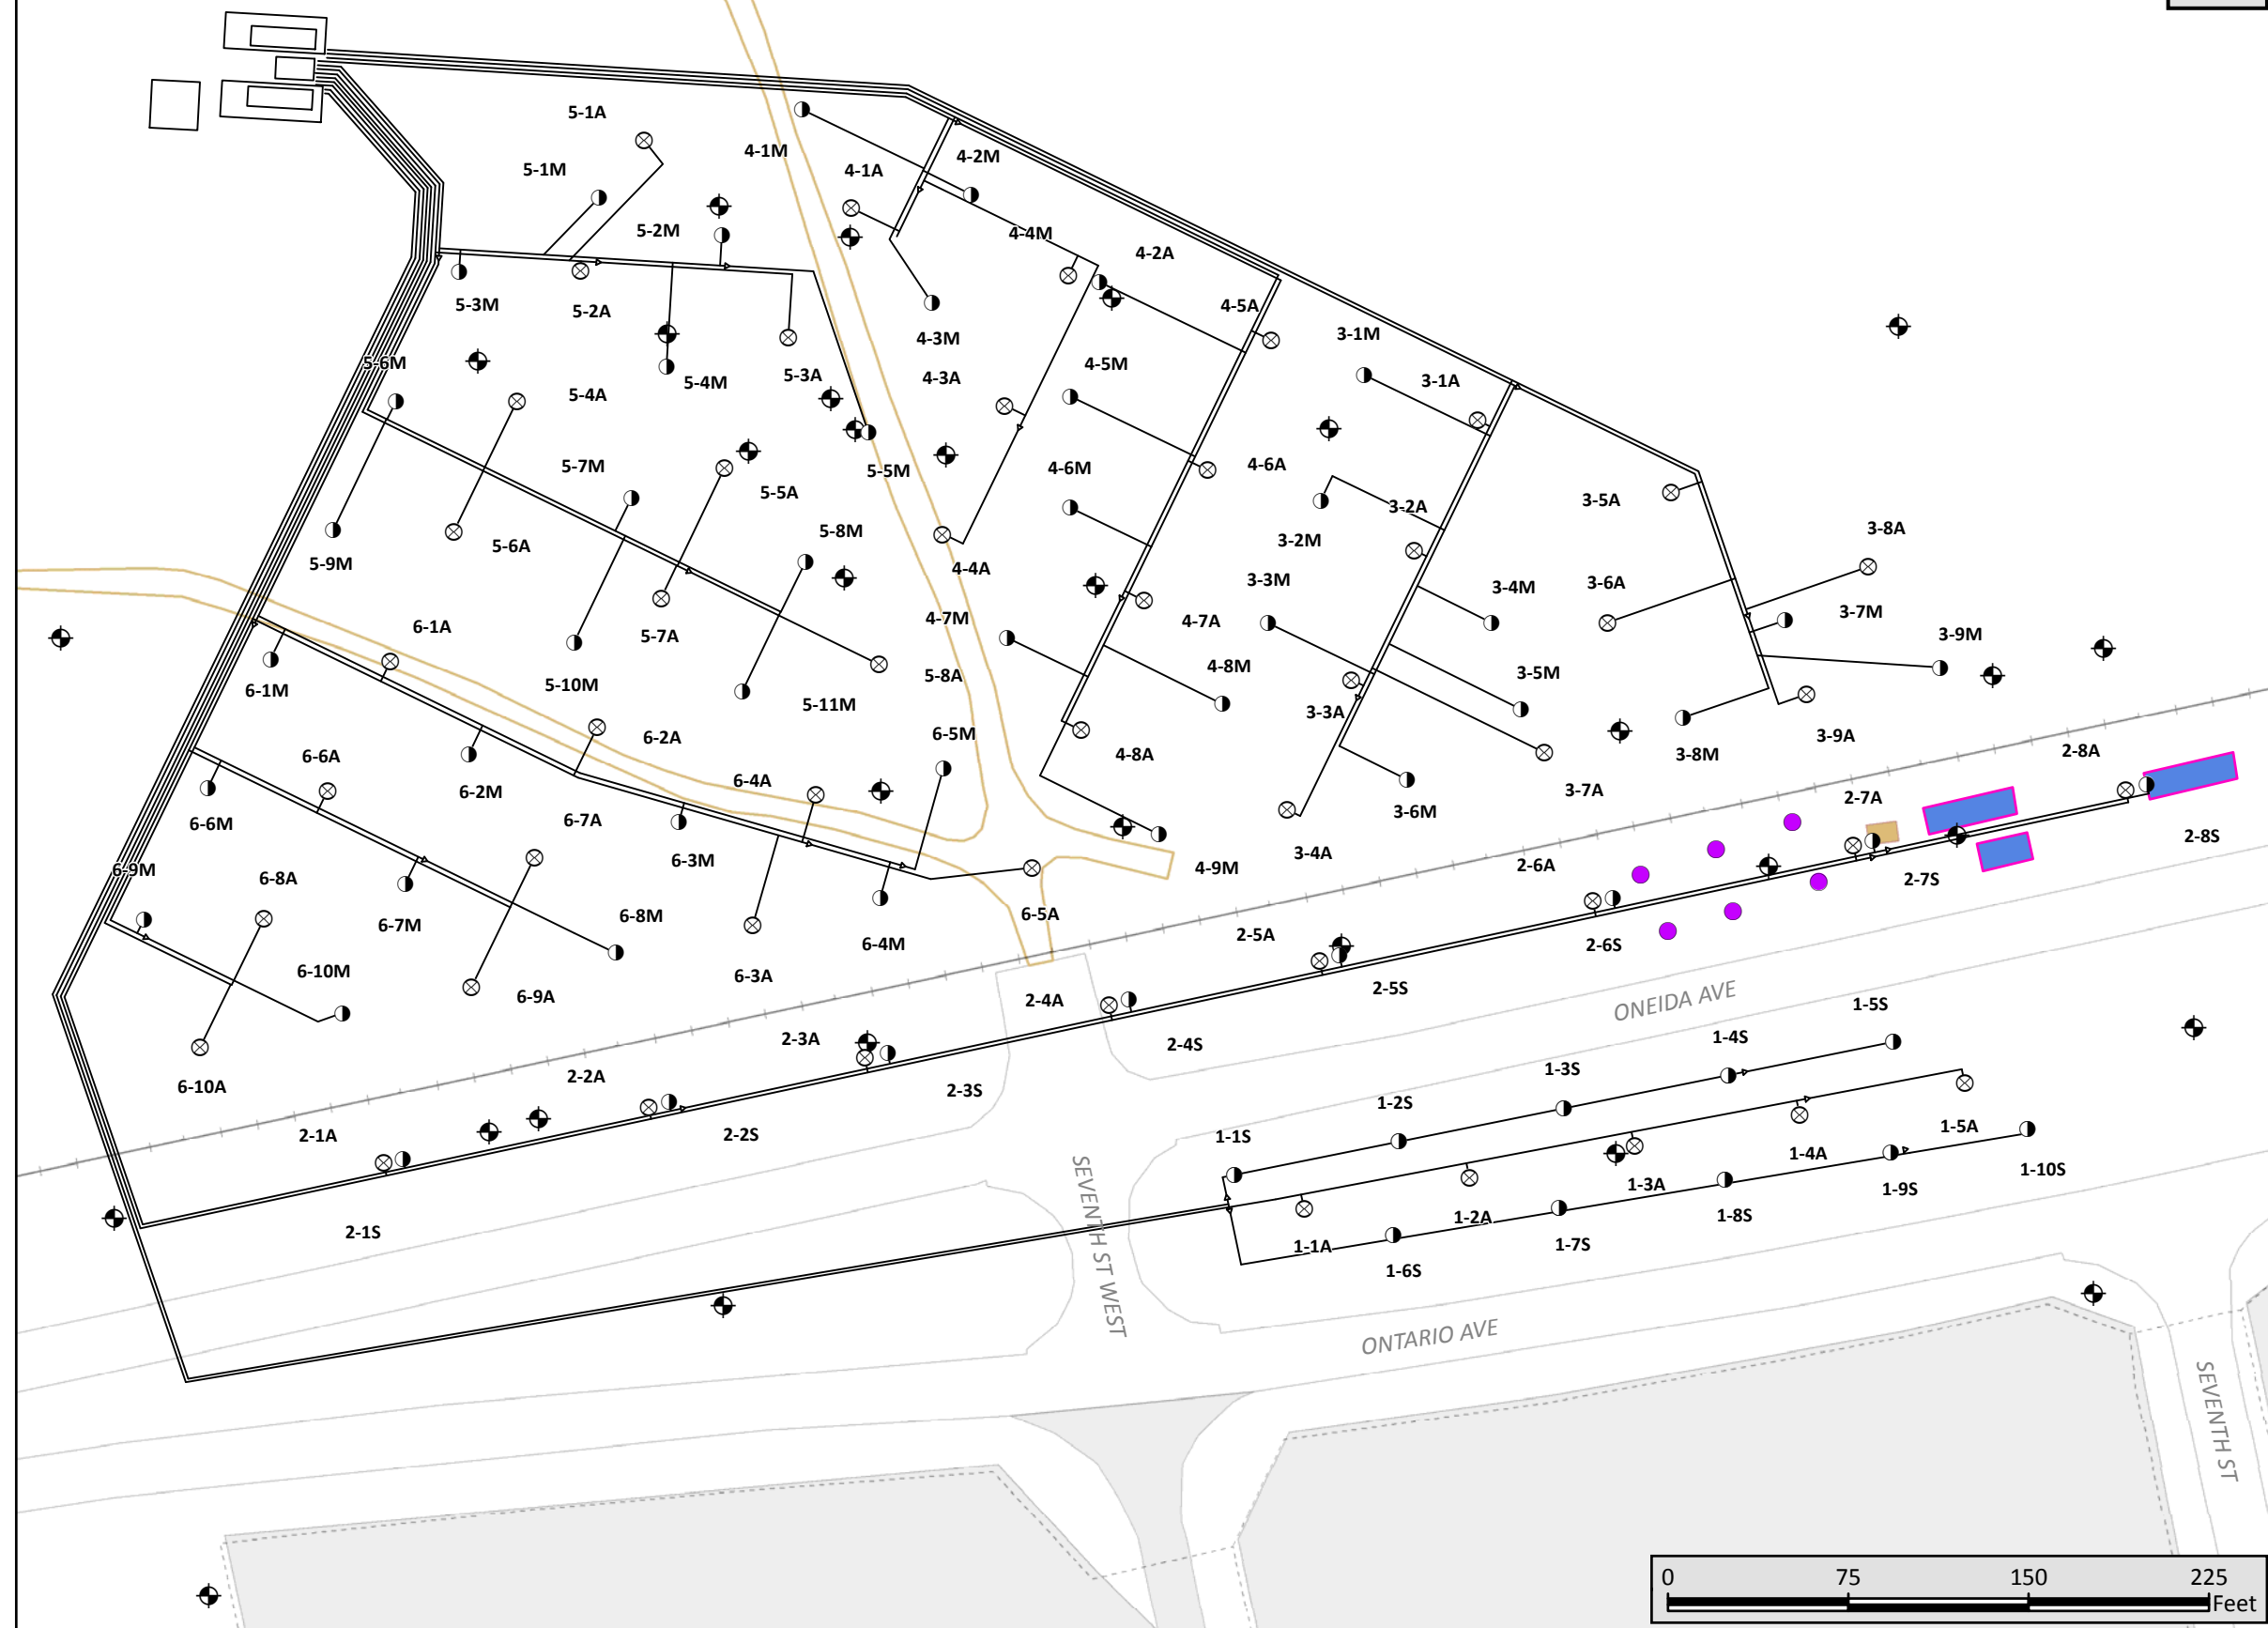 5-1A
4-1M
4-2M
5-1M
4-1A
5-2M
4-4M
4-2A
5-3M
5-2A
4-5A
3-1M
4-3M
5-6M
4-5M
5-4M
5-3A
4-3A
3-1A
5-4A
5-7M
5-5M
4-6M
4-6A
5-5A
3-2A
3-5A
3-8A
5-8M
3-2M
5-6A
5-9M
4-4A
3-3M
3-4M
3-6A
6-1A
4-7M
4-7A
3-7M
5-7A
3-9M
4-8M
5-8A
3-5M
6-1M
5-10M
5-11M
3-3A
6-2A
6-5M
3-9A
6-6A
4-8A
3-8M
2-8A
6-2M
6-4A
3-7A
2-7A
6-6M
6-7A
3-6M
2-8S
6-3M
3-4A
6-9M
6-8A
4-9M
2-6A
2-7S
6-7M
6-8M
6-5A
6-4M
2-5A
2-6S
6-10M
6-3A
6-9A
2-4A
2-5S
ONEIDA AVE
1-5S
2-3A
2-4S
1-4S
6-10A
2-2A
2-3S
1-3S
1-2S
2-1A
2-2S
1-1S
1-5A
1-4A
1-10S
2-1S
1-3A
1-9S
1-2A
1-8S
1-1A
1-7S
1-6S
SEVENTH ST WEST
ONTARIO AVE
SEVENTH ST
0 75 150 225
Feet